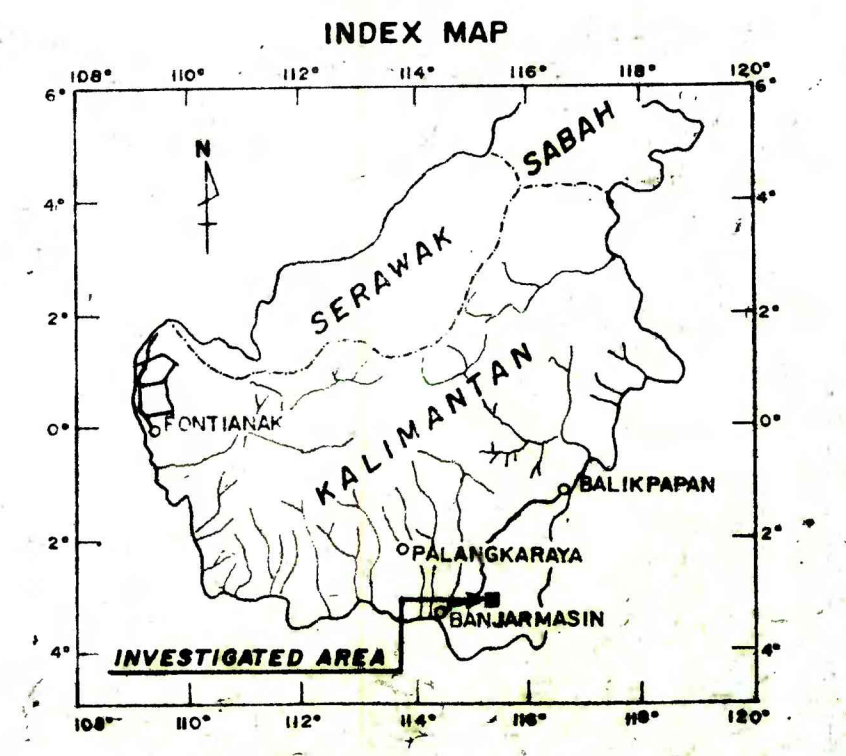 INDEX MAP
108° 110° 112° 114° 116° 118° 120°
6° 6°
N
SABAH
4° 4°
SERAWAK
2° 2°
KALIMANTAN
PONTIANAK
0° 0°
BALIKPAPAN
2° 2°
PALANGKARAYA
BANJARMASIN
4° 4°
INVESTIGATED AREA
108° 110° 112° 114° 116° 118° 120°